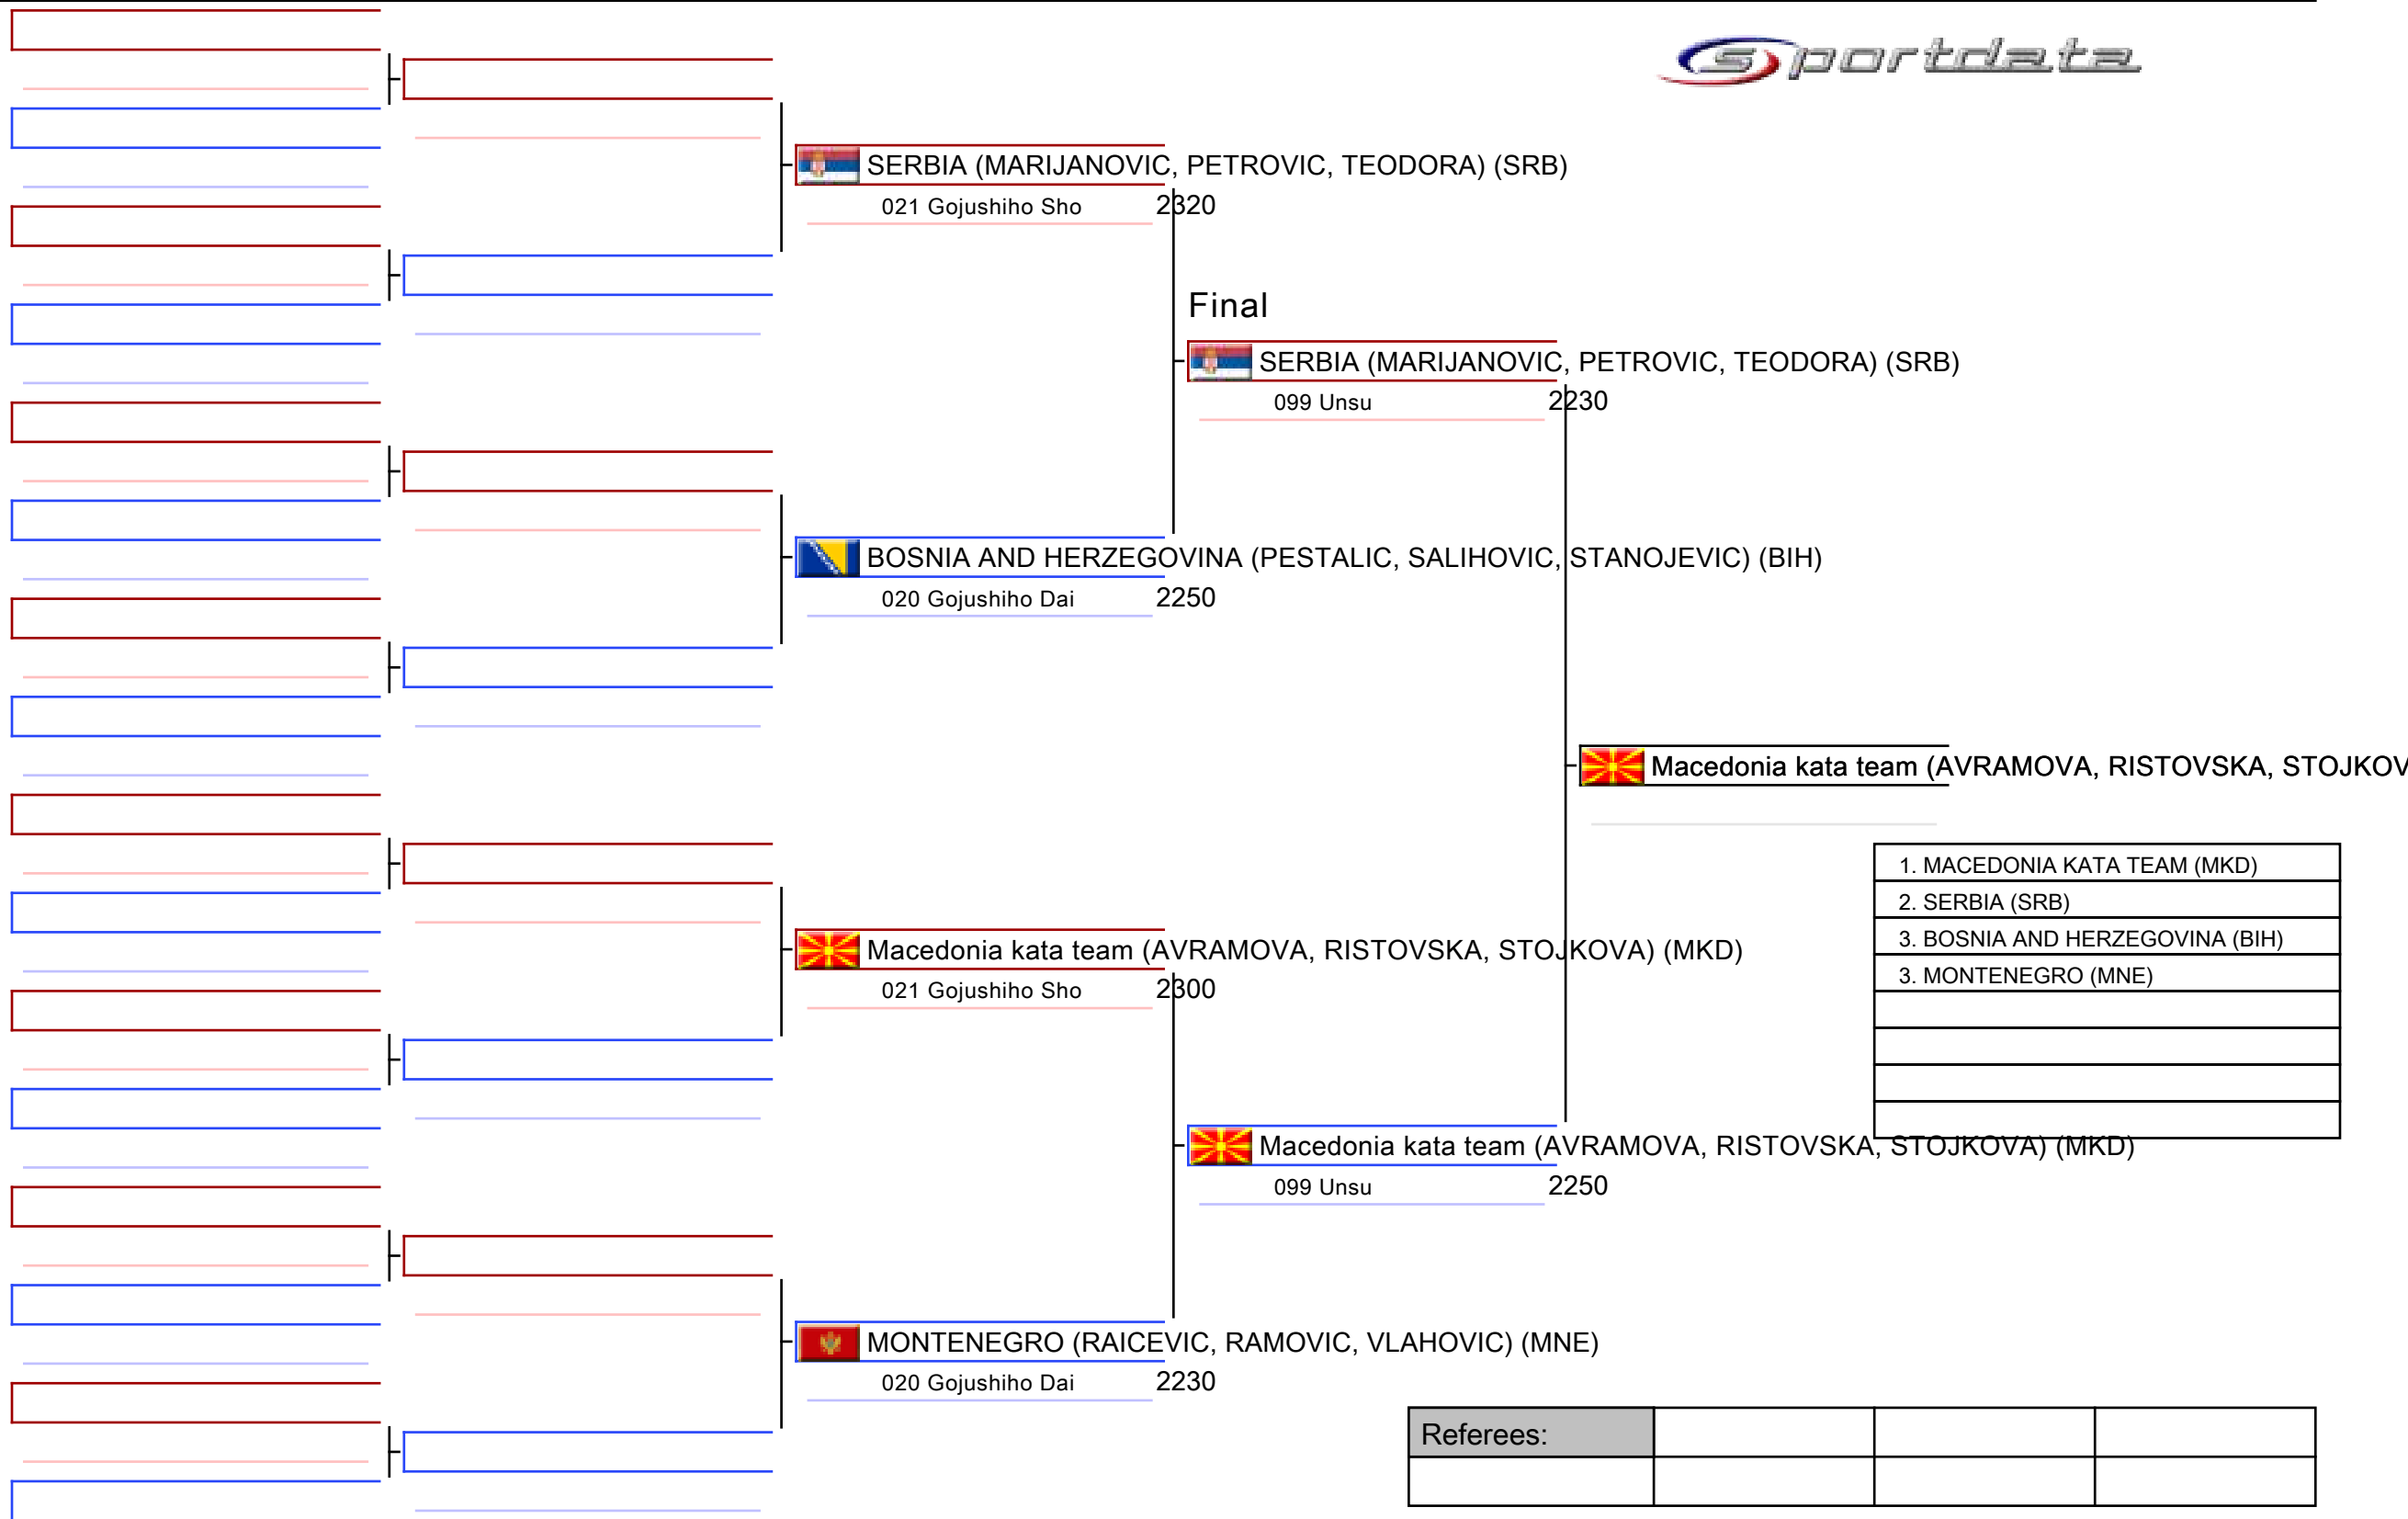 sportdata
SERBIA (MARIJANOVIC, PETROVIC, TEODORA) (SRB)
021 Gojushiho Sho 2320
Final
SERBIA (MARIJANOVIC, PETROVIC, TEODORA) (SRB)
099 Unsu 2230
BOSNIA AND HERZEGOVINA (PESTALIC, SALIHOVIC, STANOJEVIC) (BIH)
020 Gojushiho Dai 2250
Macedonia kata team (AVRAMOVA, RISTOVSKA, STOJKOV
1. MACEDONIA KATA TEAM (MKD)
2. SERBIA (SRB)
3. BOSNIA AND HERZEGOVINA (BIH)
3. MONTENEGRO (MNE)
Macedonia kata team (AVRAMOVA, RISTOVSKA, STOJKOVA) (MKD)
021 Gojushiho Sho 2300
Macedonia kata team (AVRAMOVA, RISTOVSKA, STOJKOVA) (MKD)
099 Unsu 2250
MONTENEGRO (RAICEVIC, RAMOVIC, VLAHOVIC) (MNE)
020 Gojushiho Dai 2230
Referees: